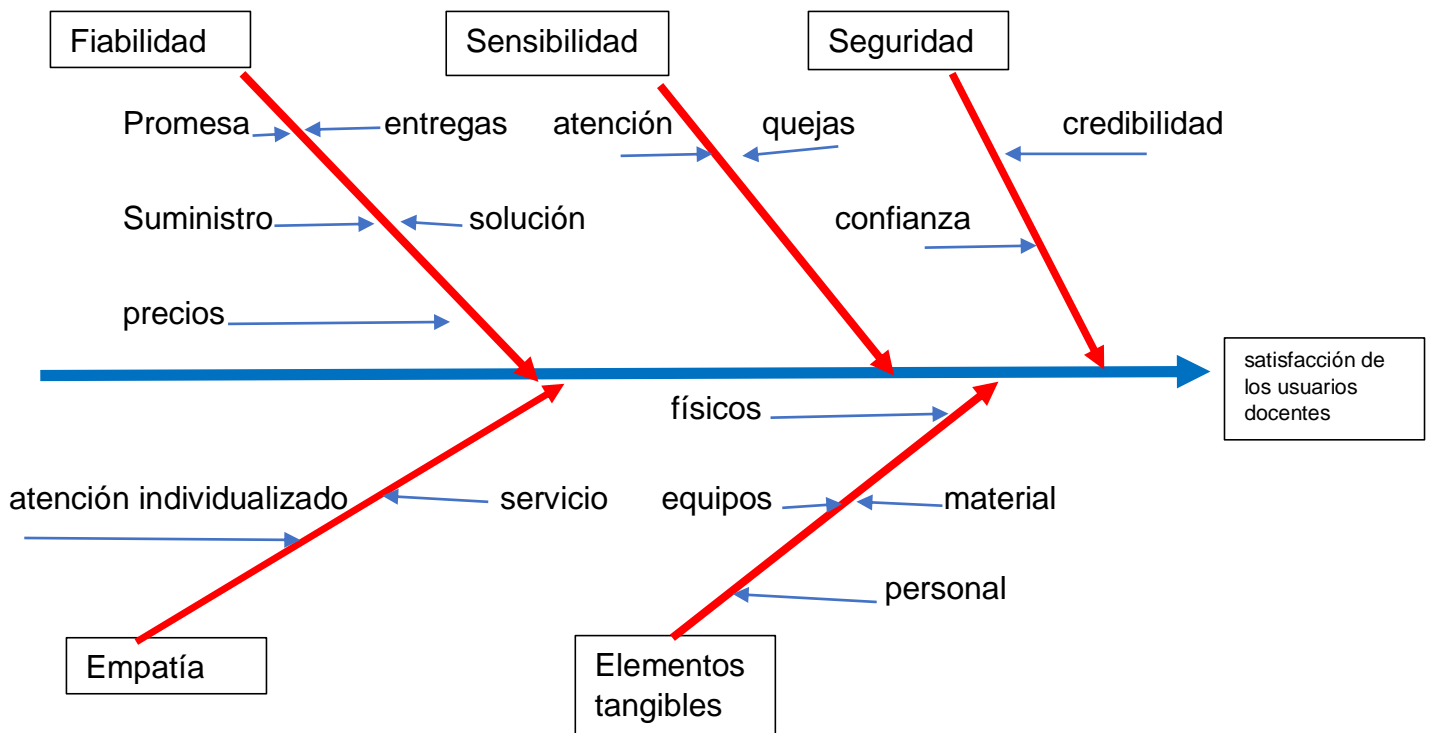 Fiabilidad
Sensibilidad
Seguridad
Promesa
entregas
atención
quejas
credibilidad
Suministro
solución
confianza
precios
satisfacción de
los usuarios
docentes
físicos
atención individualizado
servicio
equipos
material
personal
Empatía
Elementos
tangibles